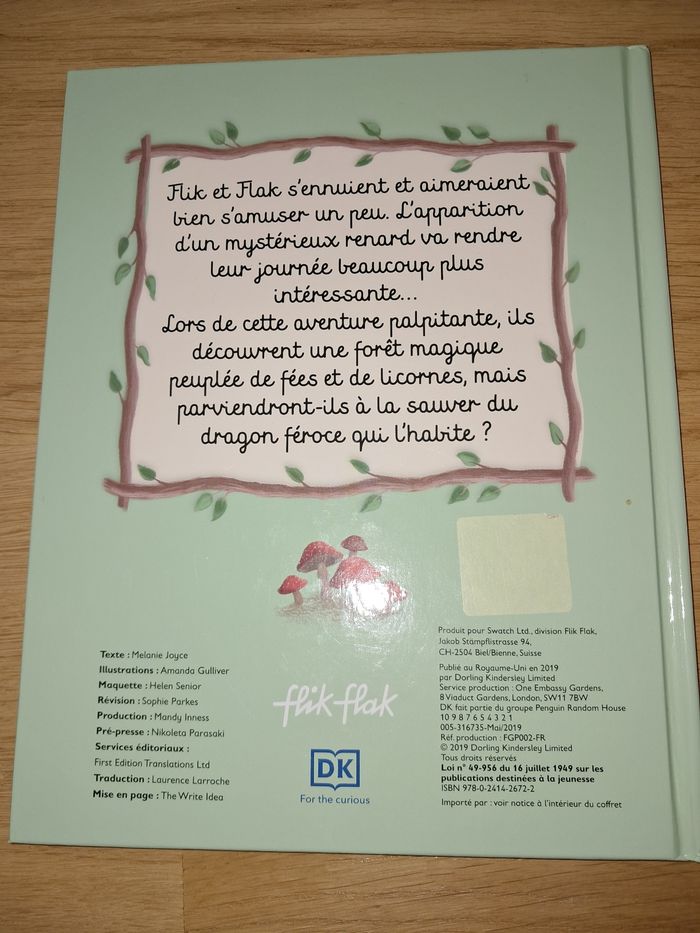 Flik et Flak s'ennuient et aimeraient
bien s'amuser un peu. L'apparition
d'un mystérieux renard va rendre
leur journée beaucoup plus
intéressante...
Lors de cette aventure palpitante, ils
découvrent une forêt magique
peuplée de fées et de licornes, mais
parviendront-ils à la sauver du
dragon féroce qui l'habite ?
Texte : Melanie Joyce
Illustrations : Amanda Gulliver
Maquette : Helen Senior
Révision : Sophie Parkes
Production : Mandy Inness
Pré-presse : Nikoleta Parasaki
Services éditoriaux :
First Edition Translations Ltd
Traduction : Laurence Larroche
Mise en page : The Write Idea
flik flak
DK
For the curious
Produit pour Swatch Ltd., division Flik Flak,
Jakob Stämpflistrasse 94,
CH-2504 Biel/Bienne, Suisse
Publié au Royaume-Uni en 2019
par Dorling Kindersley Limited
Service production : One Embassy Gardens,
8 Viaduct Gardens, London, SW11 7BW
DK fait partie du groupe Penguin Random House
10 9 8 7 6 5 4 3 2 1
005-316735-Mai/2019
Réf. production : FGP002-FR
© 2019 Dorling Kindersley Limited
Tous droits réservés
Loi n° 49-956 du 16 juillet 1949 sur les
publications destinées à la jeunesse
ISBN 978-0-2414-2672-2
Importé par : voir notice à l'intérieur du coffret